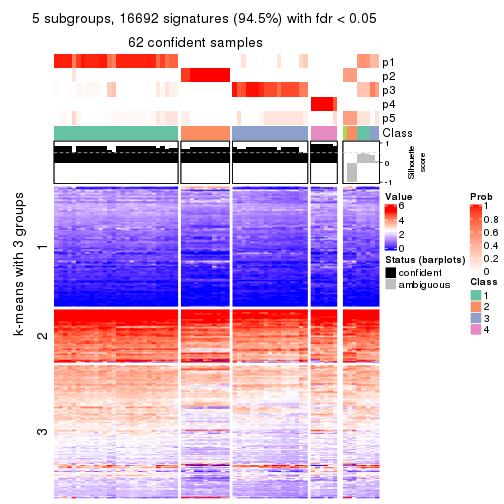 5 subgroups, 16692 signatures (94.5%) with fdr < 0.05
62 confident samples
p1
p2
p3
p4
p5
Class
1
0
-1
Silhouette
score
k-means with 3 groups
1
2
3
Value
6
4
2
0
Status (barplots)
confident
ambiguous
Prob
1
0.8
0.6
0.4
0.2
0
Class
1
2
3
4